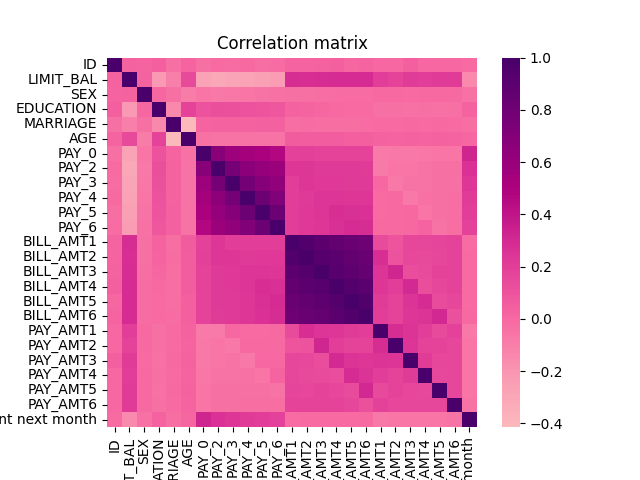 Correlation matrix
ID
LIMIT_BAL
SEX
EDUCATION
MARRIAGE
AGE
PAY_0
PAY_2
PAY_3
PAY_4
PAY_5
PAY_6
BILL_AMT1
BILL_AMT2
BILL_AMT3
BILL_AMT4
BILL_AMT5
BILL_AMT6
PAY_AMT1
PAY_AMT2
PAY_AMT3
PAY_AMT4
PAY_AMT5
PAY_AMT6
nt next month
ID
T_BAL
SEX
ATION
RIAGE
AGE
PAY_0
PAY_2
PAY_3
PAY_4
PAY_5
PAY_6
AMT1
AMT2
AMT3
AMT4
AMT5
AMT6
AMT1
AMT2
AMT3
AMT4
AMT5
AMT6
month
1.0
0.8
0.6
0.4
0.2
0.0
−0.2
−0.4